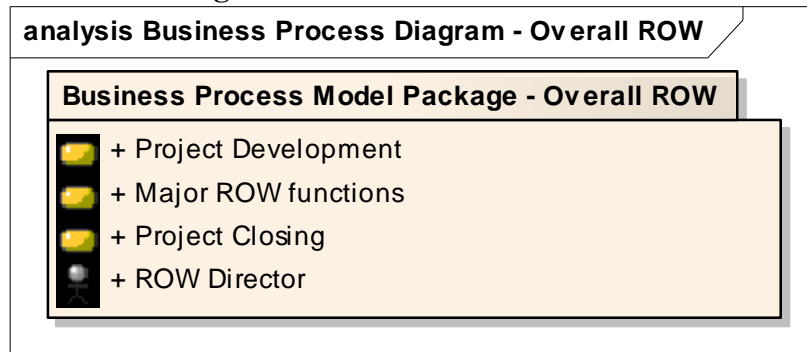 analysis Business Process Diagram - Overall ROW
Business Process Model Package - Overall ROW
+ Project Development
+ Major ROW functions
+ Project Closing
+ ROW Director